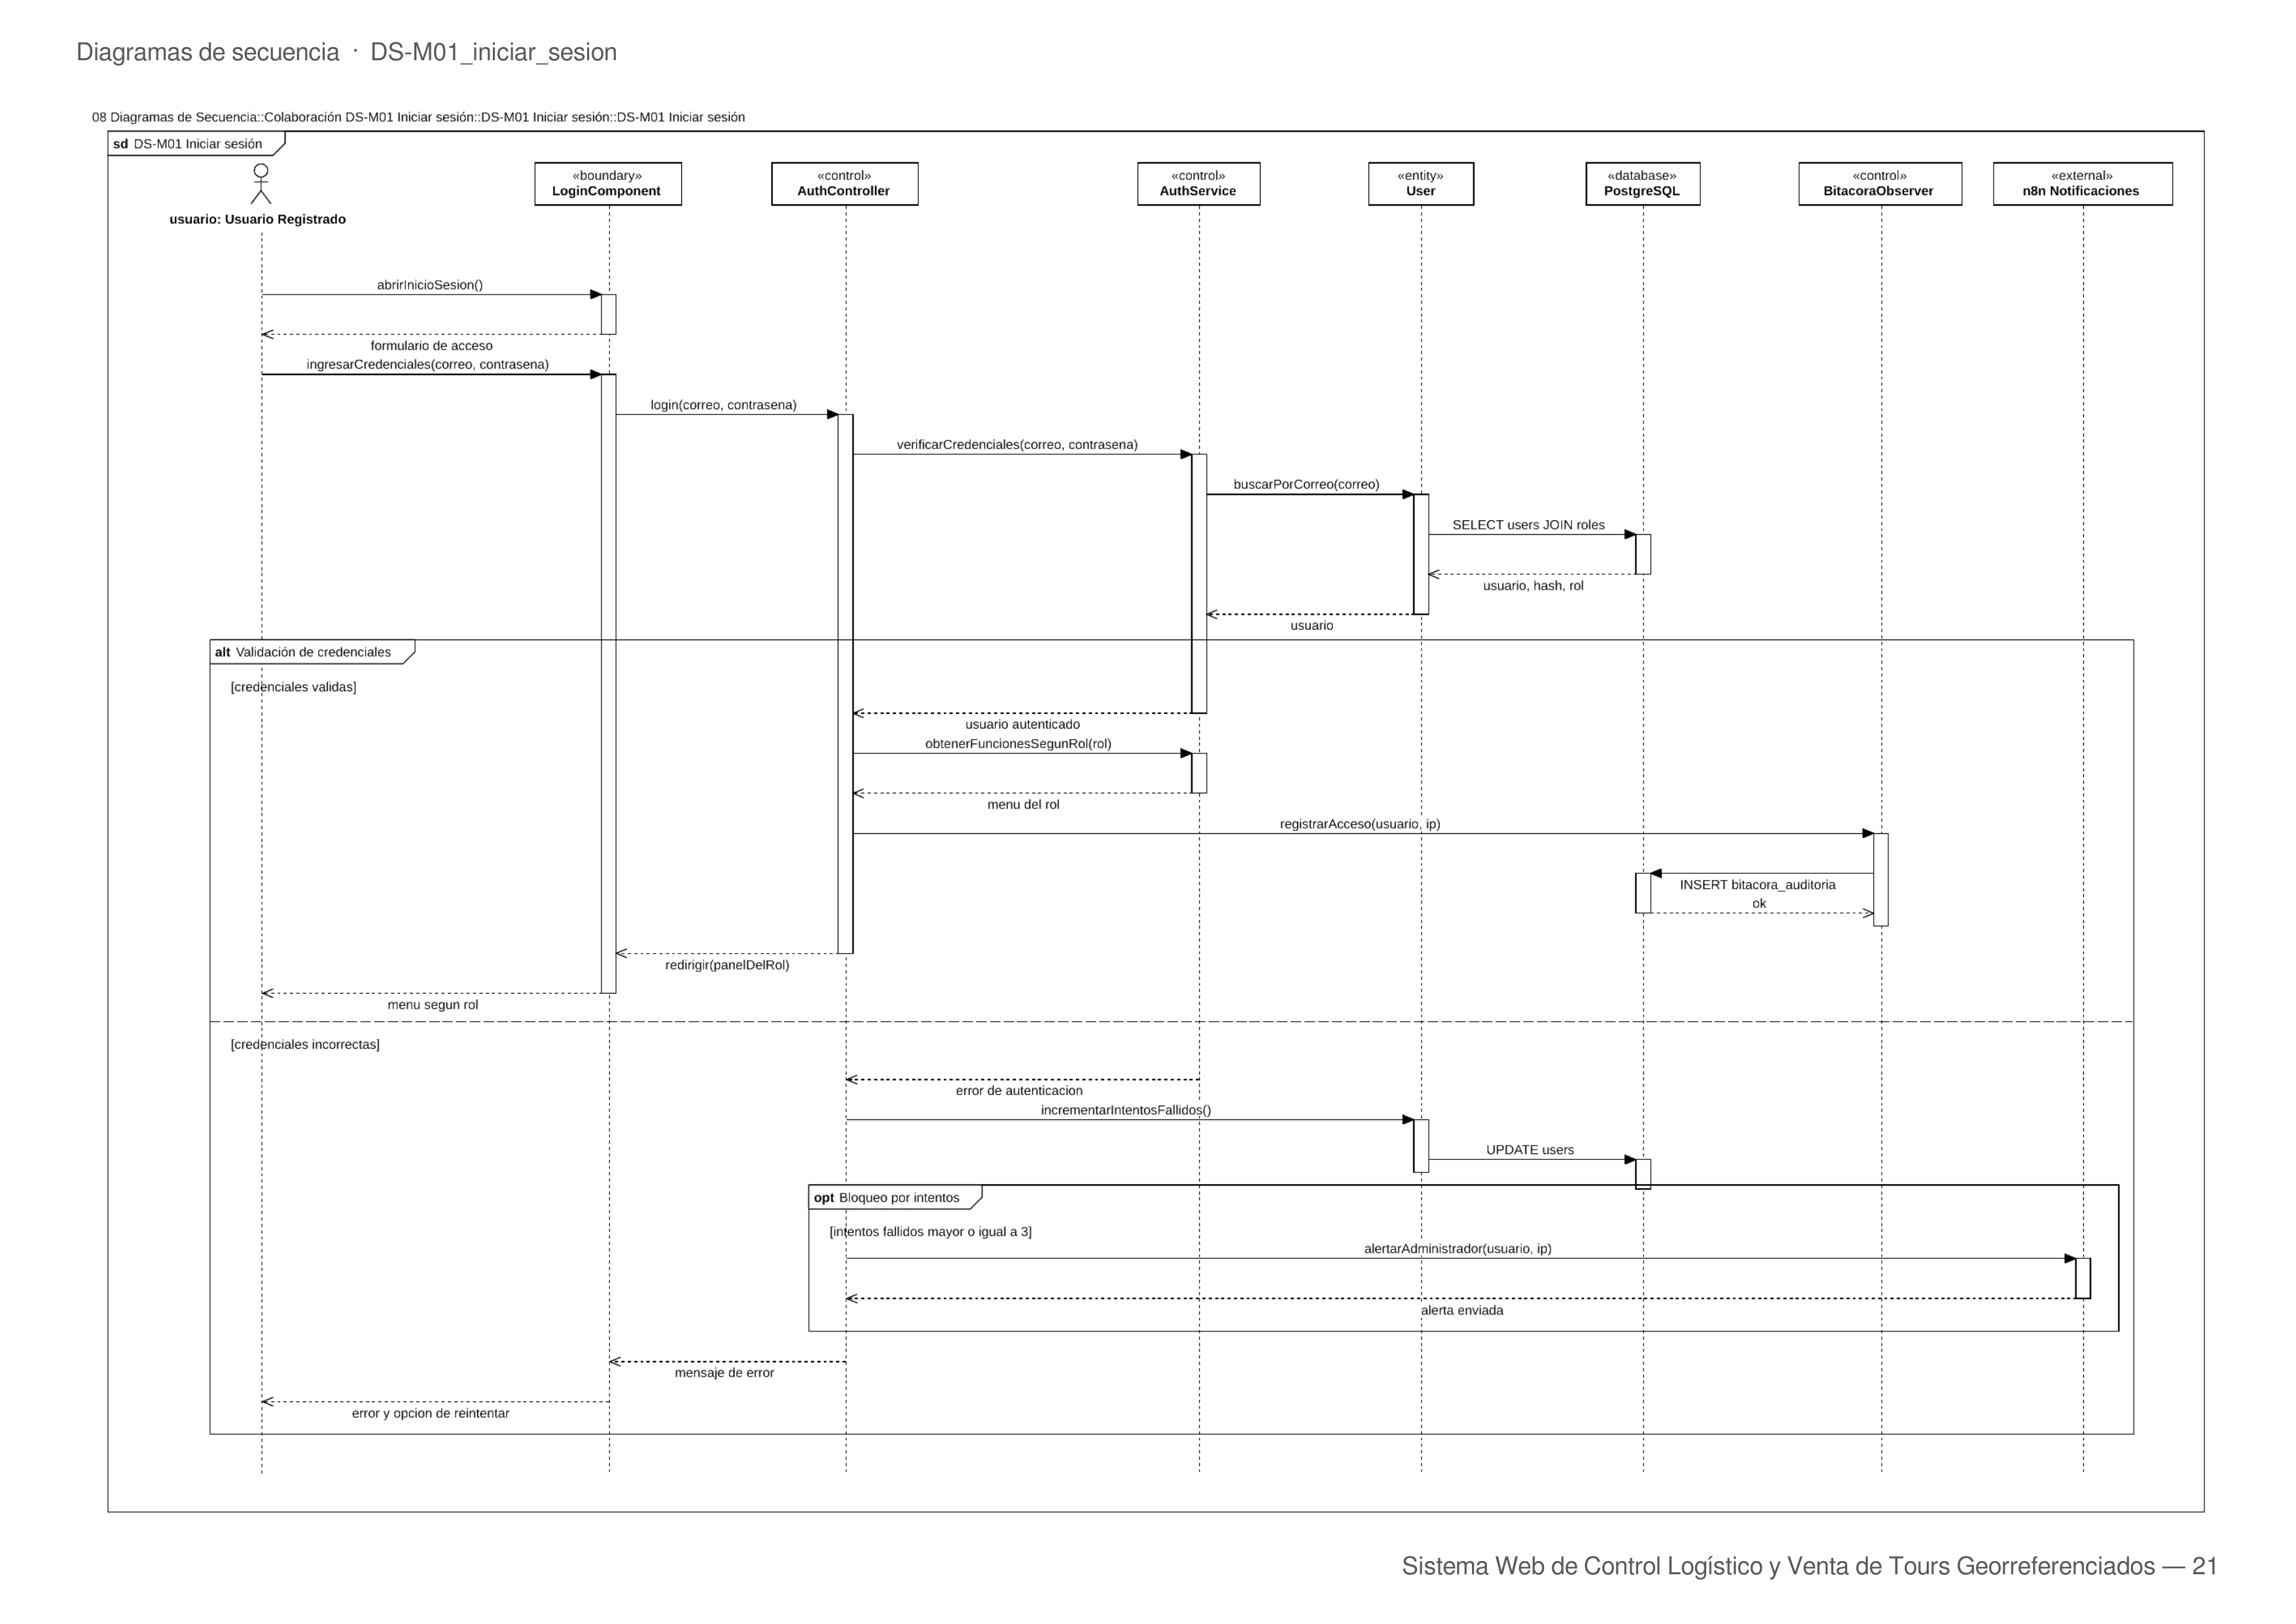 Diagramas de secuencia · DS-M01_iniciar_sesion
08 Diagramas de Secuencia::Colaboración DS-M01 Iniciar sesión::DS-M01 Iniciar sesión::DS-M01 Iniciar sesión
sd DS-M01 Iniciar sesión
usuario: Usuario Registrado
«boundary»
LoginComponent
«control»
AuthController
«control»
AuthService
«entity»
User
«database»
PostgreSQL
«control»
BitacoraObserver
«external»
n8n Notificaciones
abrirInicioSesion()
formulario de acceso
ingresarCredenciales(correo, contrasena)
login(correo, contrasena)
verificarCredenciales(correo, contrasena)
buscarPorCorreo(correo)
SELECT users JOIN roles
usuario, hash, rol
usuario
alt Validación de credenciales
[credenciales validas]
usuario autenticado
obtenerFuncionesSegunRol(rol)
menu del rol
registrarAcceso(usuario, ip)
INSERT bitacora_auditoria
ok
redirigir(panelDelRol)
menu segun rol
[credenciales incorrectas]
error de autenticacion
incrementarIntentosFallidos()
UPDATE users
opt Bloqueo por intentos
[intentos fallidos mayor o igual a 3]
alertarAdministrador(usuario, ip)
alerta enviada
mensaje de error
error y opcion de reintentar
Sistema Web de Control Logístico y Venta de Tours Georreferenciados — 21